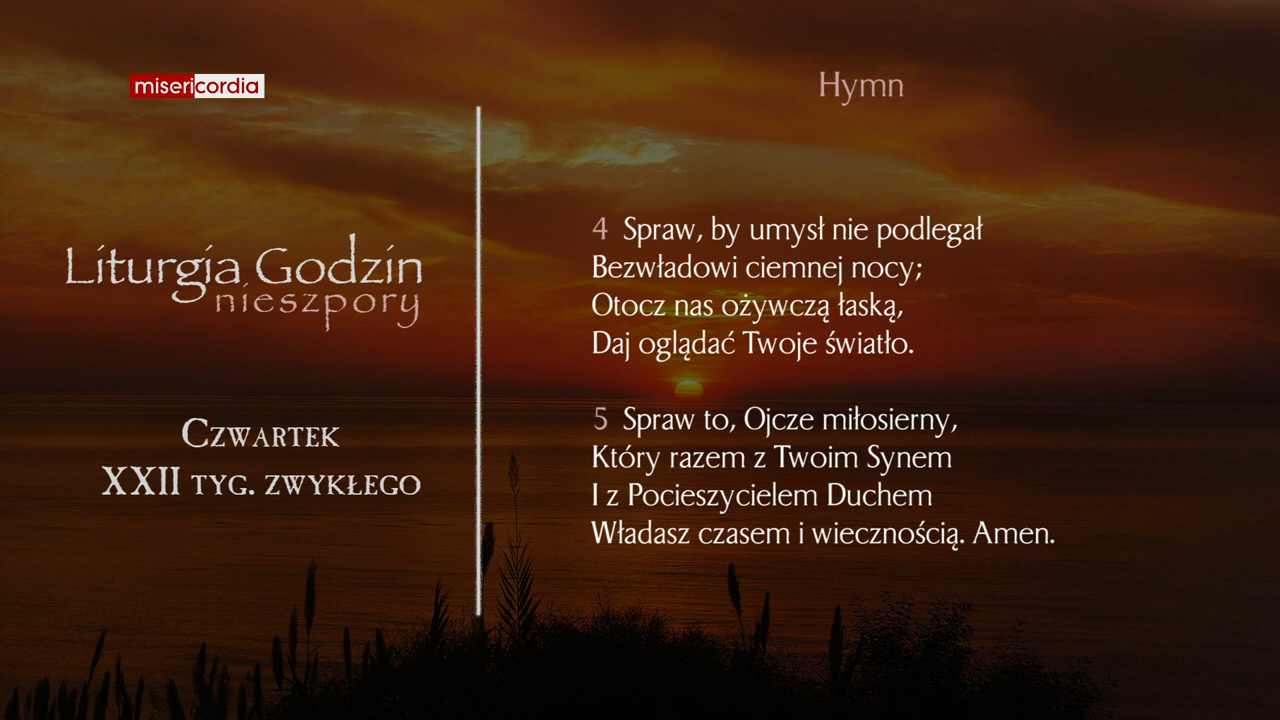 misericordia
Hymn
Liturgia Godzin
nieszpory
Czwartek
XXII tyg. zwykłego
4 Spraw, by umysł nie podlegał
Bezwładowi ciemnej nocy;
Otocz nas ożywczą łaską,
Daj oglądać Twoje światło.
5 Spraw to, Ojcze miłosierny,
Który razem z Twoim Synem
I z Pocieszycielem Duchem
Władasz czasem i wiecznością. Amen.